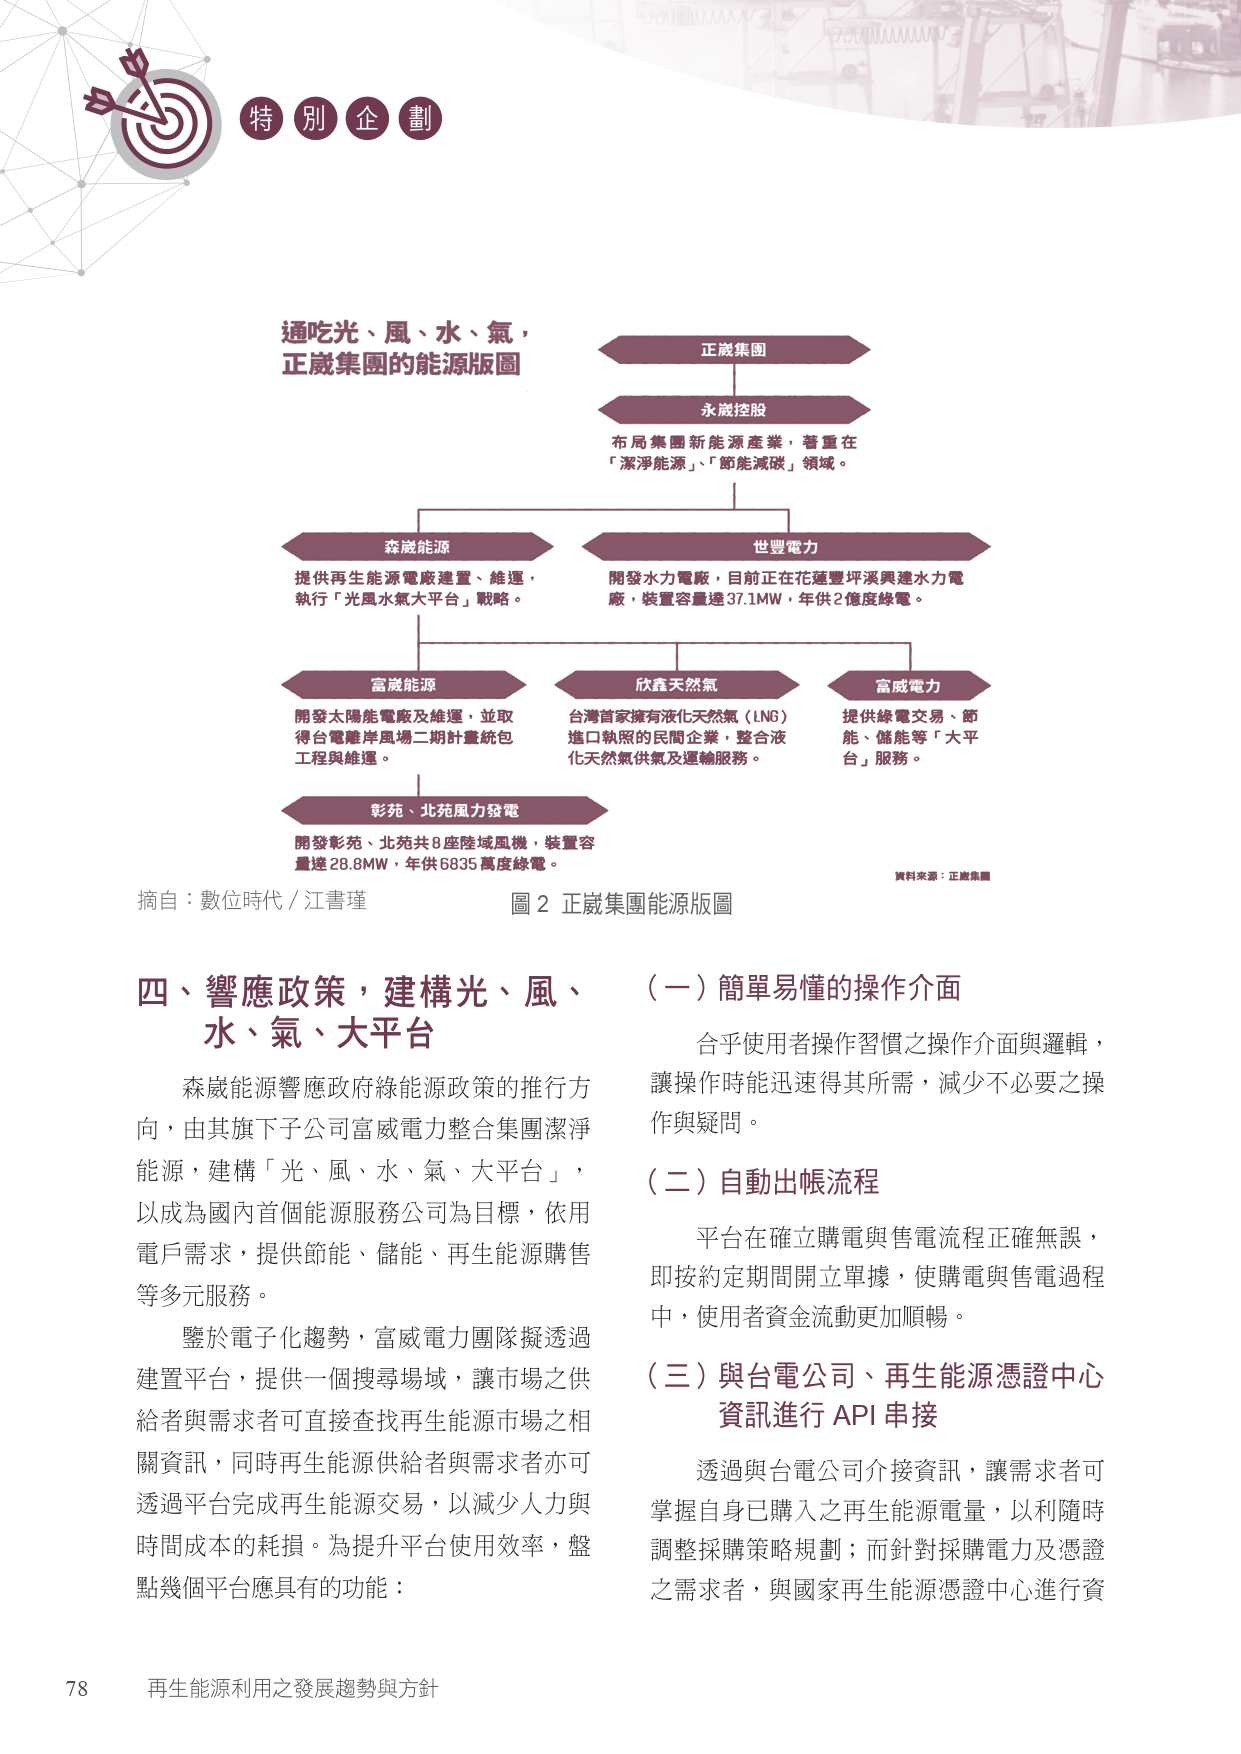 特別企劃
通吃光、風、水、氣，
正崴集團的能源版圖
正崴集團
永崴控股
布局集團新能源產業，著重在
「潔淨能源」、「節能減碳」領域。
森崴能源
提供再生能源電廠建置、維運，
執行「光風水氣大平台」戰略。
世豐電力
開發水力電廠，目前正在花蓮豐坪溪興建水力電
廠，裝置容量達37.1MW，年供2億度綠電。
富崴能源
開發太陽能電廠及維運，並取
得台電離岸風場二期計畫統包
工程與維運。
欣鑫天然氣
台灣首家擁有液化天然氣（LNG）
進口執照的民間企業，整合液
化天然氣供氣及運輸服務。
富威電力
提供綠電交易、節
能、儲能等「大平
台」服務。
彰苑、北苑風力發電
開發彰苑、北苑共8座陸域風機，裝置容
量達28.8MW，年供6835萬度綠電。
資料來源：正崴集團
摘自：數位時代 / 江書瑾
圖 2 正崴集團能源版圖
四、響應政策，建構光、風、
水、氣、大平台
森崴能源響應政府綠能源政策的推行方
向，由其旗下子公司富威電力整合集團潔淨
能源，建構「光、風、水、氣、大平台」，
以成為國內首個能源服務公司為目標，依用
電戶需求，提供節能、儲能、再生能源購售
等多元服務。
鑒於電子化趨勢，富威電力團隊擬透過
建置平台，提供一個搜尋場域，讓市場之供
給者與需求者可直接查找再生能源市場之相
關資訊，同時再生能源供給者與需求者亦可
透過平台完成再生能源交易，以減少人力與
時間成本的耗損。為提升平台使用效率，盤
點幾個平台應具有的功能：
（一）簡單易懂的操作介面
合乎使用者操作習慣之操作介面與邏輯，
讓操作時能迅速得其所需，減少不必要之操
作與疑問。
（二）自動出帳流程
平台在確立購電與售電流程正確無誤，
即按約定期間開立單據，使購電與售電過程
中，使用者資金流動更加順暢。
（三）與台電公司、再生能源憑證中心
資訊進行 API 串接
透過與台電公司介接資訊，讓需求者可
掌握自身已購入之再生能源電量，以利隨時
調整採購策略規劃；而針對採購電力及憑證
之需求者，與國家再生能源憑證中心進行資
78 再生能源利用之發展趨勢與方針